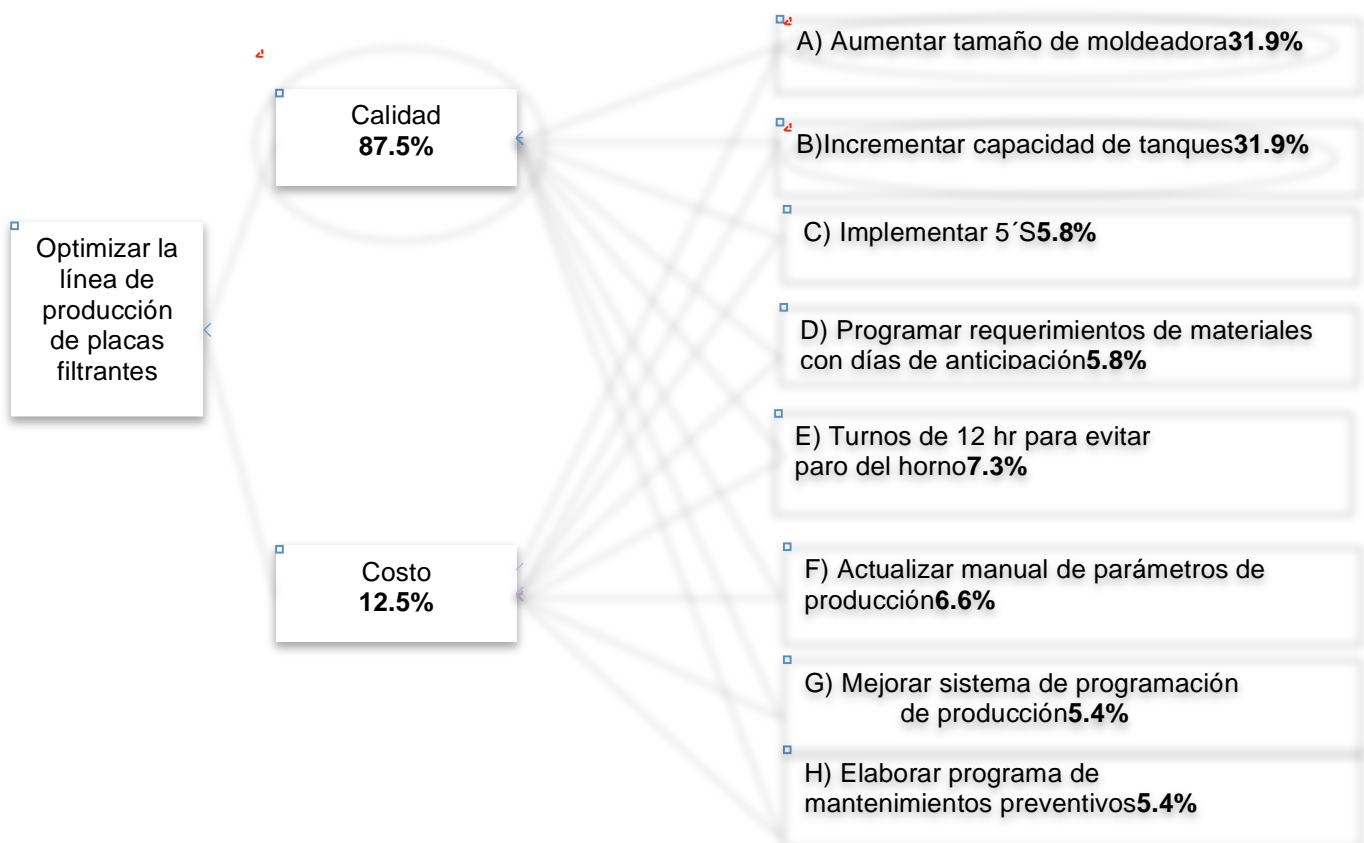 Optimizar la
línea de
producción
de placas
filtrantes
Calidad
87.5%
Costo
12.5%
A) Aumentar tamaño de moldeadora31.9%
B)Incrementar capacidad de tanques31.9%
C) Implementar 5´S5.8%
D) Programar requerimientos de materiales
con días de anticipación5.8%
E) Turnos de 12 hr para evitar
paro del horno7.3%
F) Actualizar manual de parámetros de
producción6.6%
G) Mejorar sistema de programación
de producción5.4%
H) Elaborar programa de
mantenimientos preventivos5.4%